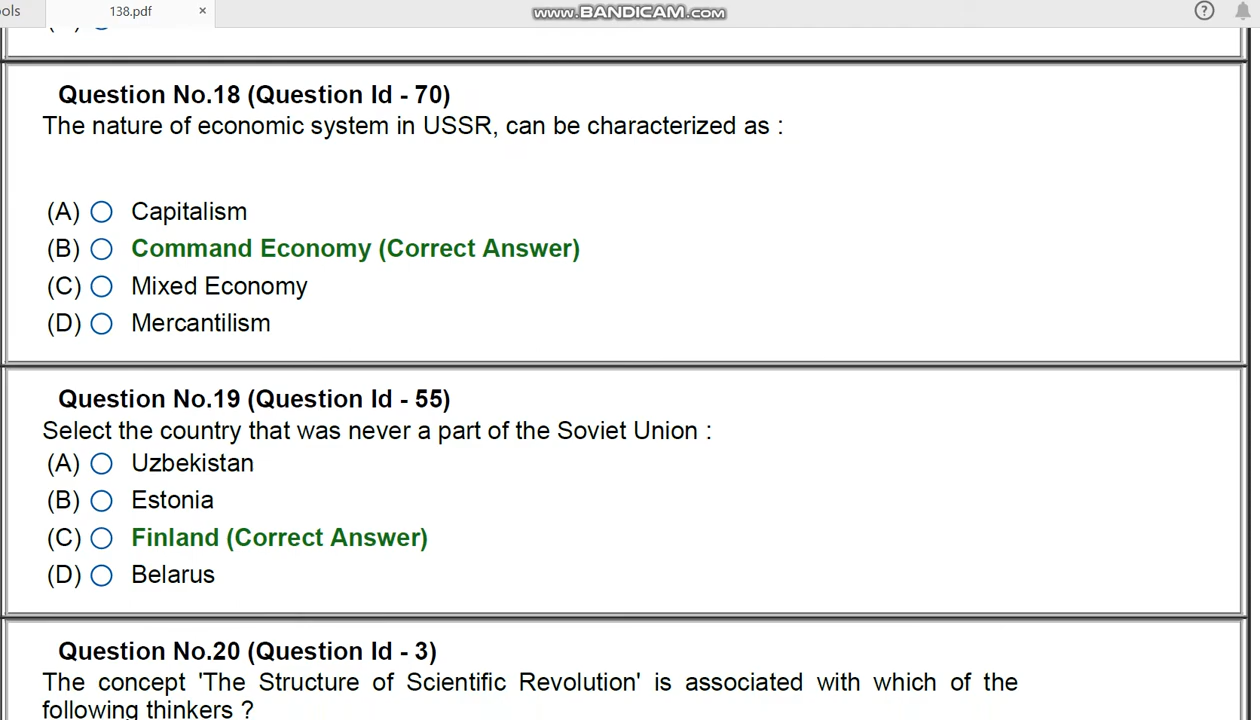 ols
138.pdf ×
www.BANDICAM.com
?
Question No.18 (Question Id - 70)
The nature of economic system in USSR, can be characterized as :
(A) Capitalism
(B) Command Economy (Correct Answer)
(C) Mixed Economy
(D) Mercantilism
Question No.19 (Question Id - 55)
Select the country that was never a part of the Soviet Union :
(A) Uzbekistan
(B) Estonia
(C) Finland (Correct Answer)
(D) Belarus
Question No.20 (Question Id - 3)
The concept 'The Structure of Scientific Revolution' is associated with which of the
following thinkers ?